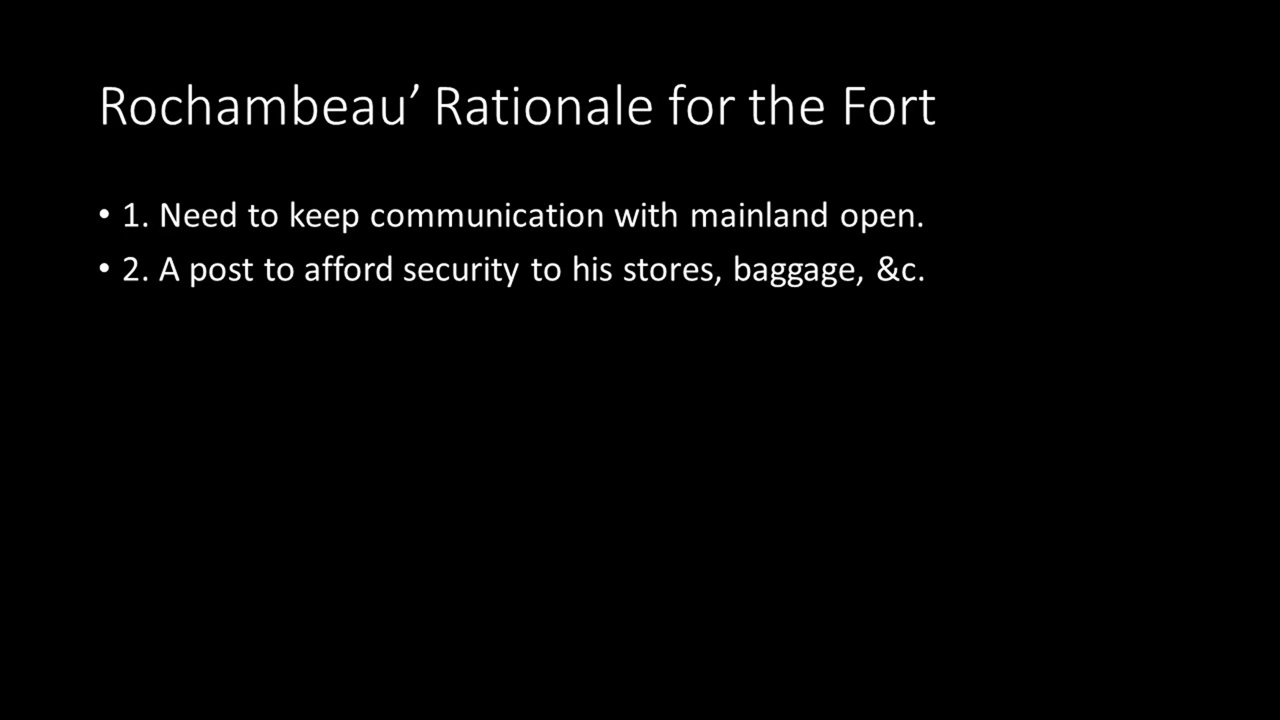 Rochambeau’ Rationale for the Fort
• 1. Need to keep communication with mainland open.
• 2. A post to afford security to his stores, baggage, &c.